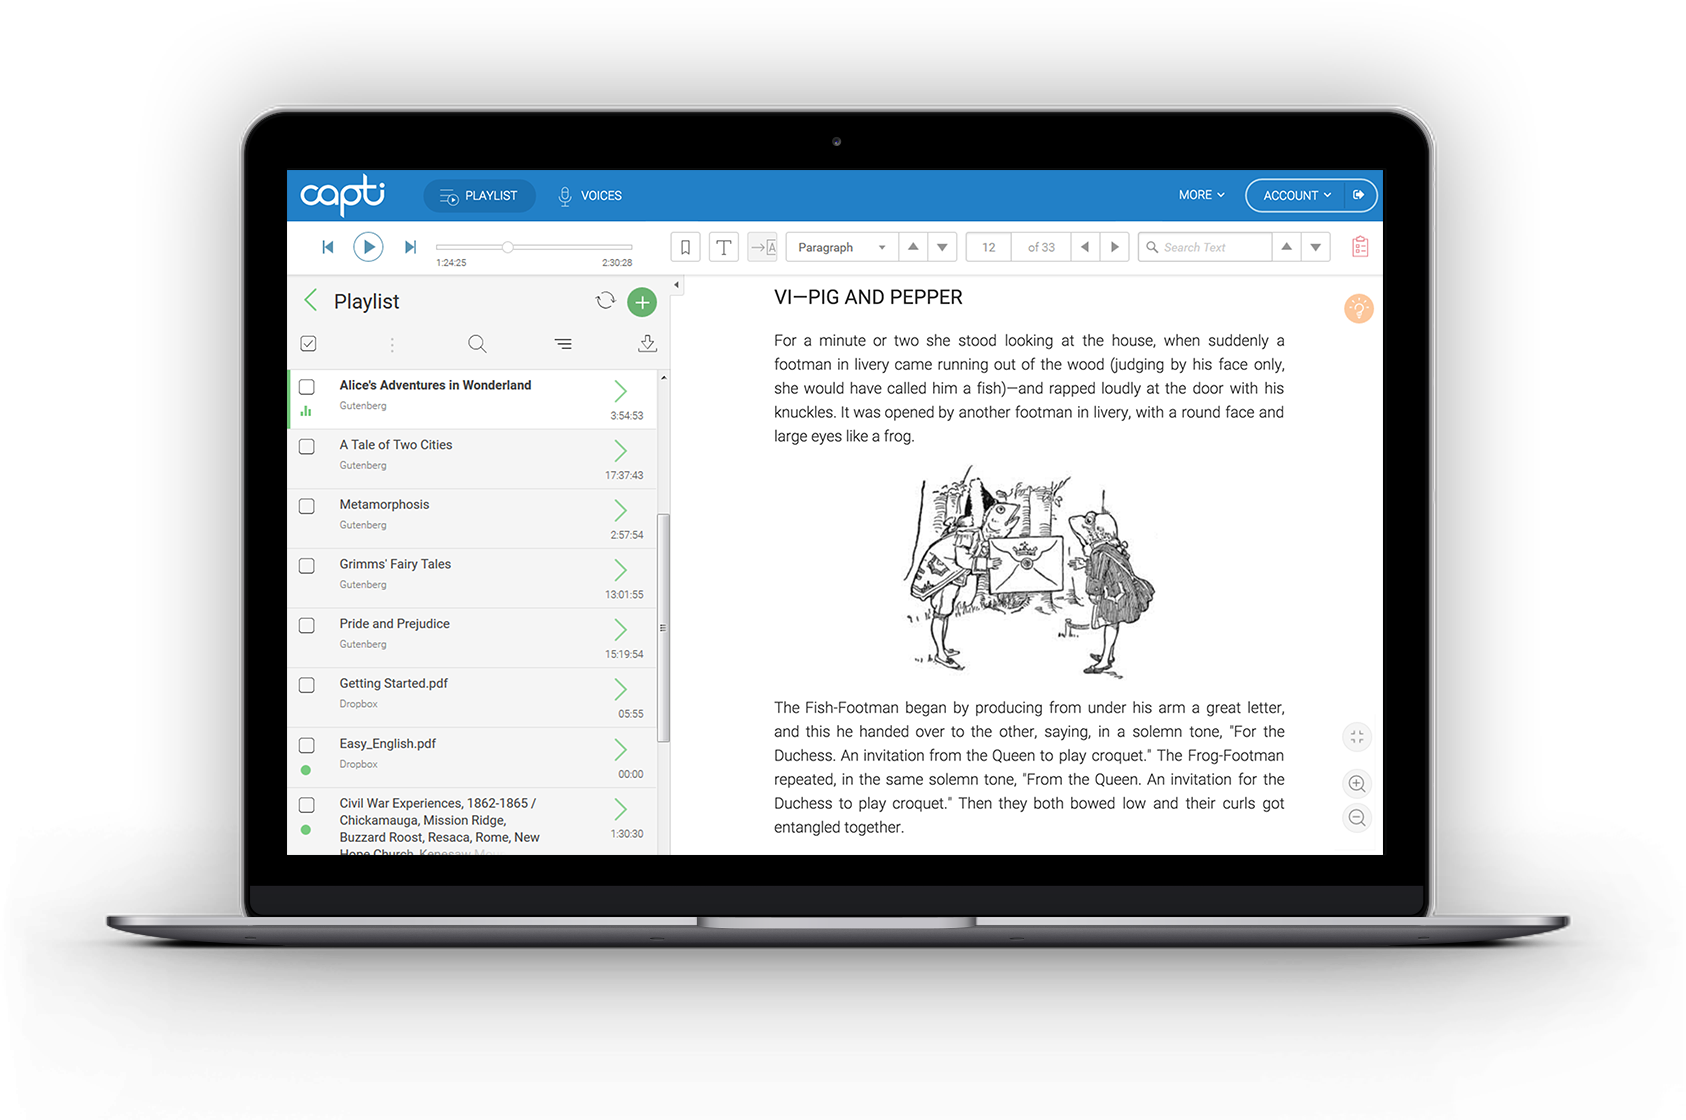 capti
PLAYLIST
VOICES
MORE
ACCOUNT
1:24:25
2:30:28
Paragraph
12
of 33
Search Text
Playlist
Alice's Adventures in Wonderland
Gutenberg
3:54:53
A Tale of Two Cities
Gutenberg
17:37:43
Metamorphosis
Gutenberg
2:57:54
Grimms' Fairy Tales
Gutenberg
13:01:55
Pride and Prejudice
Gutenberg
15:19:54
Getting Started.pdf
Dropbox
05:55
Easy_English.pdf
Dropbox
00:00
Civil War Experiences, 1862-1865 /
Chickamauga, Mission Ridge,
Buzzard Roost, Resaca, Rome, New
Hope Church, Kenesaw
1:30:30
VI—PIG AND PEPPER
For a minute or two she stood looking at the house, when suddenly a
footman in livery came running out of the wood (judging by his face only,
she would have called him a fish)—and rapped loudly at the door with his
knuckles. It was opened by another footman in livery, with a round face and
large eyes like a frog.
The Fish-Footman began by producing from under his arm a great letter,
and this he handed over to the other, saying, in a solemn tone, "For the
Duchess. An invitation from the Queen to play croquet." The Frog-Footman
repeated, in the same solemn tone, "From the Queen. An invitation for the
Duchess to play croquet." Then they both bowed low and their curls got
entangled together.